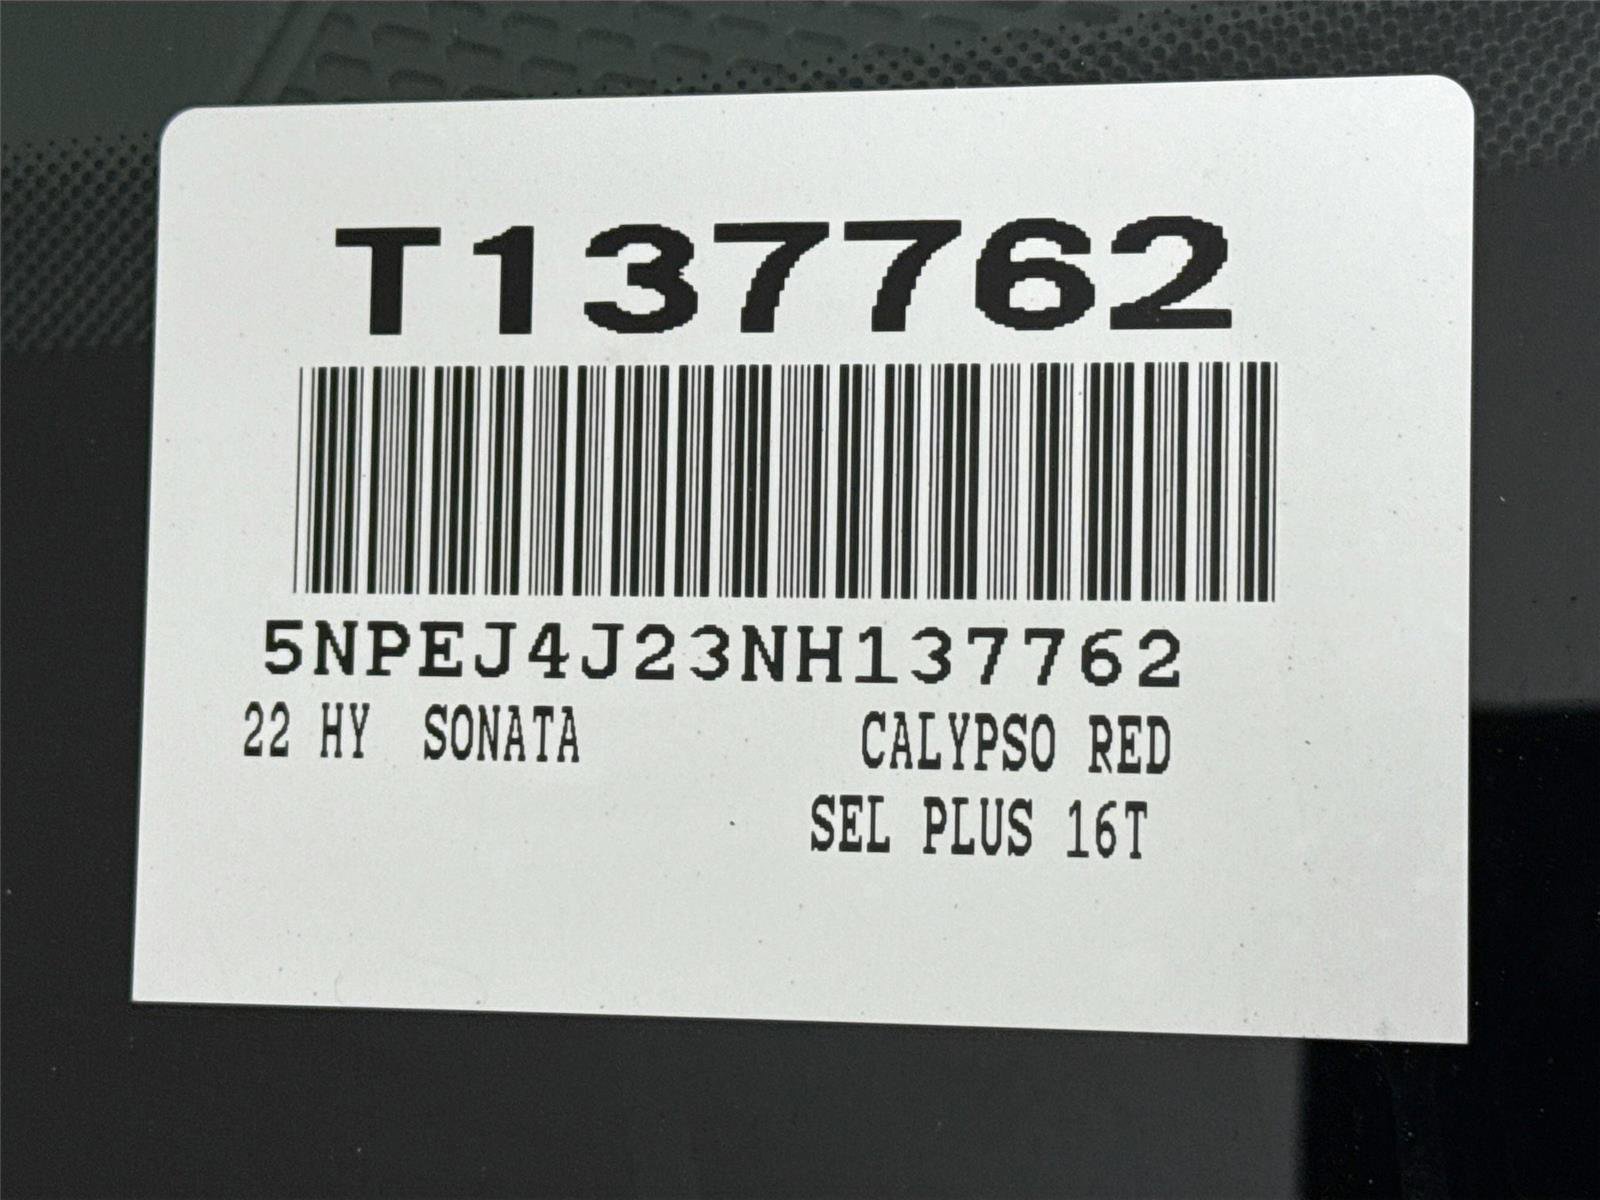 T137762
5NPEJ4J23NH137762
22 HY SONATA CALYPSO RED
SEL PLUS 16T